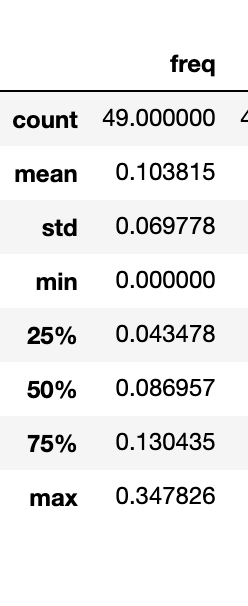 freq
count 49.000000 4
mean 0.103815
std 0.069778
min 0.000000
25% 0.043478
50% 0.086957
75% 0.130435
max 0.347826